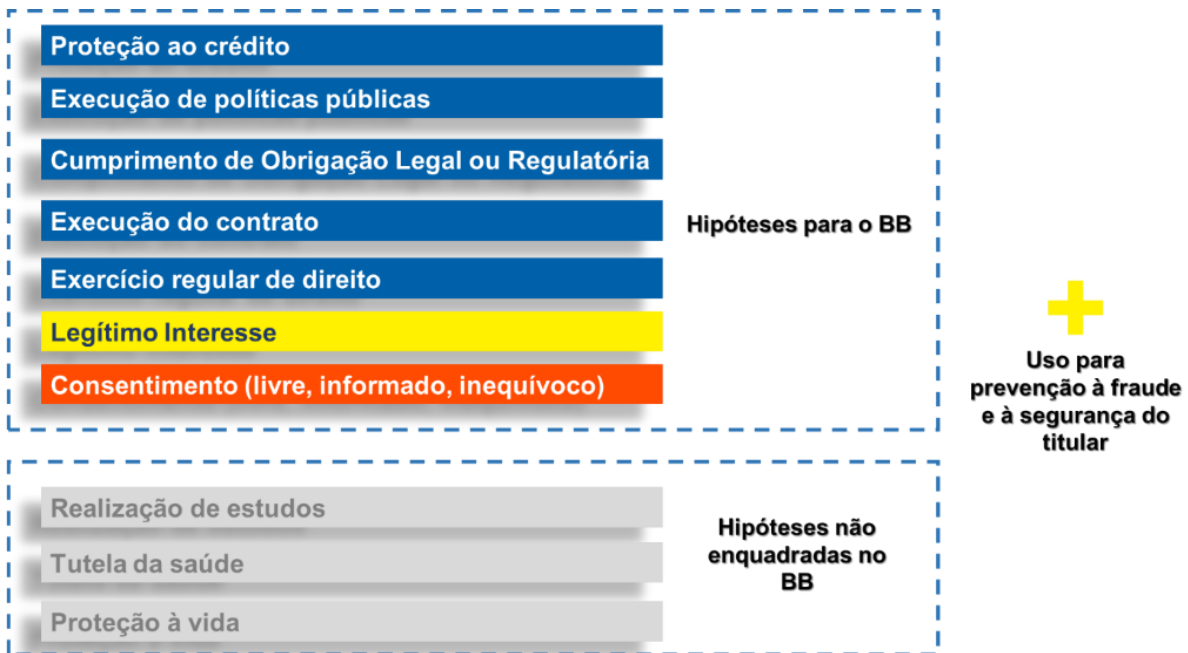 Proteção ao crédito
Execução de políticas públicas
Cumprimento de Obrigação Legal ou Regulatória
Execução do contrato
Exercício regular de direito
Legítimo Interesse
Consentimento (livre, informado, inequívoco)
Hipóteses para o BB
Realização de estudos
Tutela da saúde
Proteção à vida
Hipóteses não
enquadradas no
BB
Uso para
prevenção à fraude
e à segurança do
titular